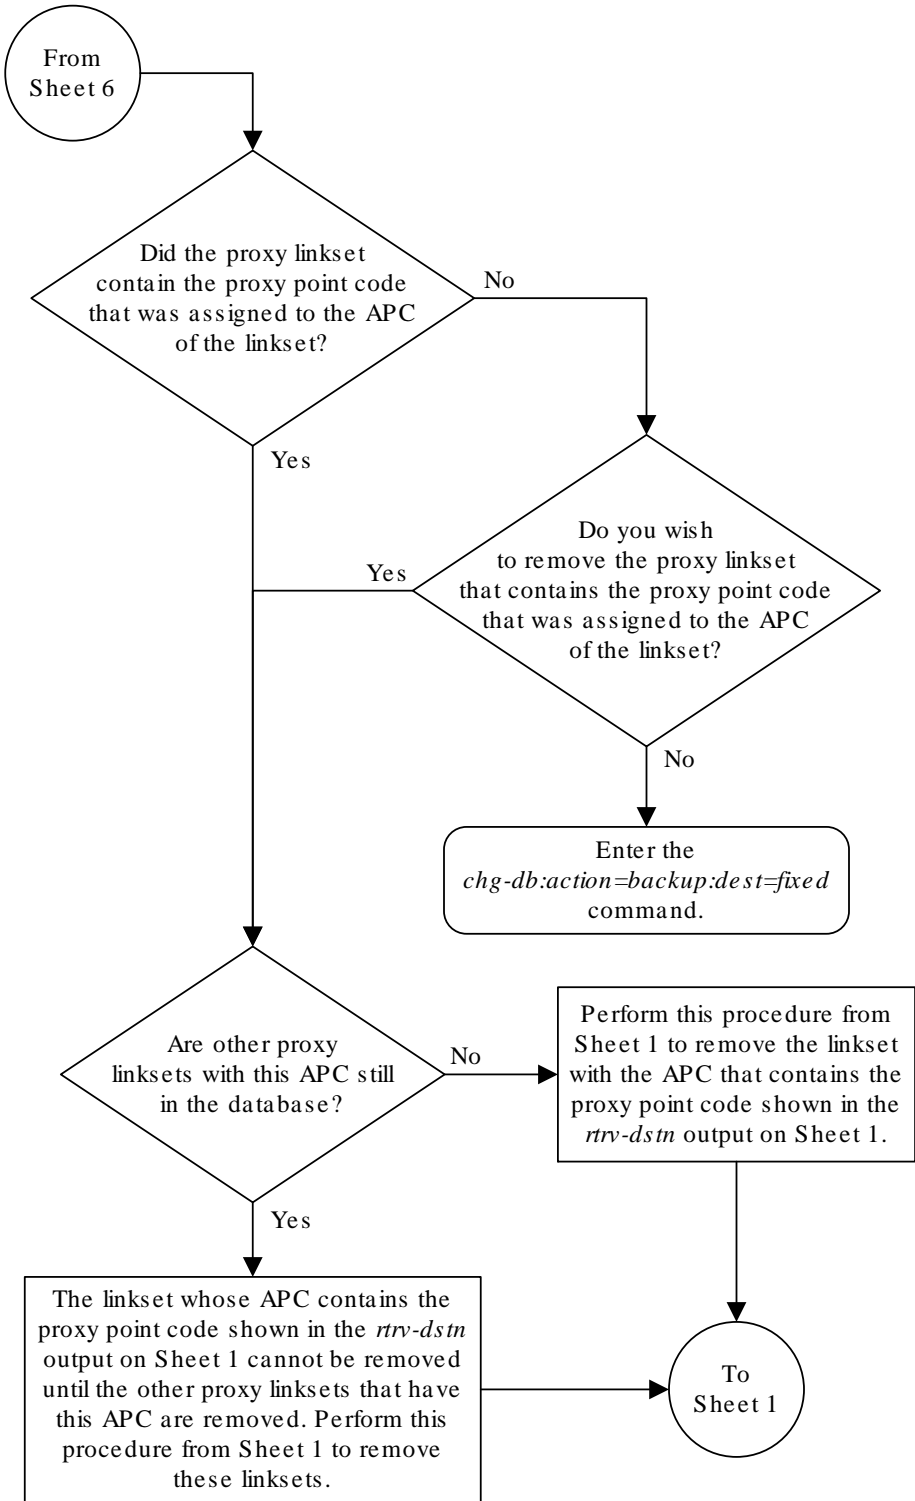 From
Sheet 6
Did the proxy linkset
contain the proxy point code
that was assigned to the APC
of the linkset?
No
Yes
Do you wish
to remove the proxy linkset
that contains the proxy point code
that was assigned to the APC
of the linkset?
Yes
No
Enter the
chg-db:action=backup:dest=fixed
command.
Are other proxy
linksets with this APC still
in the database?
No
Yes
Perform this procedure from
Sheet 1 to remove the linkset
with the APC that contains the
proxy point code shown in the
rtrv-dstn output on Sheet 1.
The linkset whose APC contains the
proxy point code shown in the rtrv-dstn
output on Sheet 1 cannot be removed
until the other proxy linksets that have
this APC are removed. Perform this
procedure from Sheet 1 to remove
these linksets.
To
Sheet 1